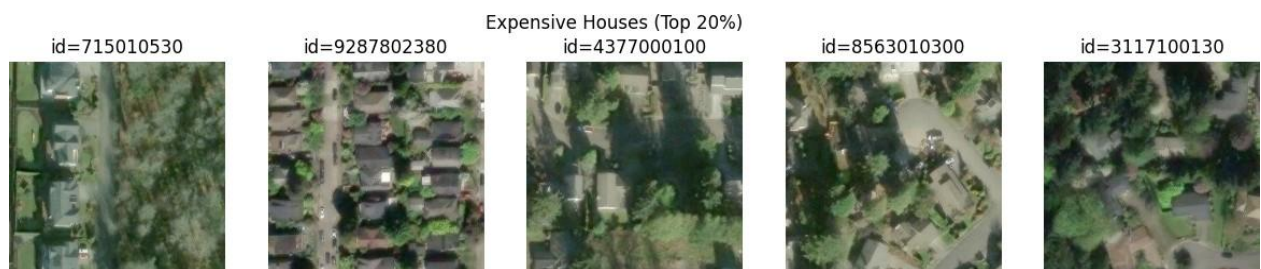 Expensive Houses (Top 20%)
id=715010530
id=9287802380
id=4377000100
id=8563010300
id=3117100130